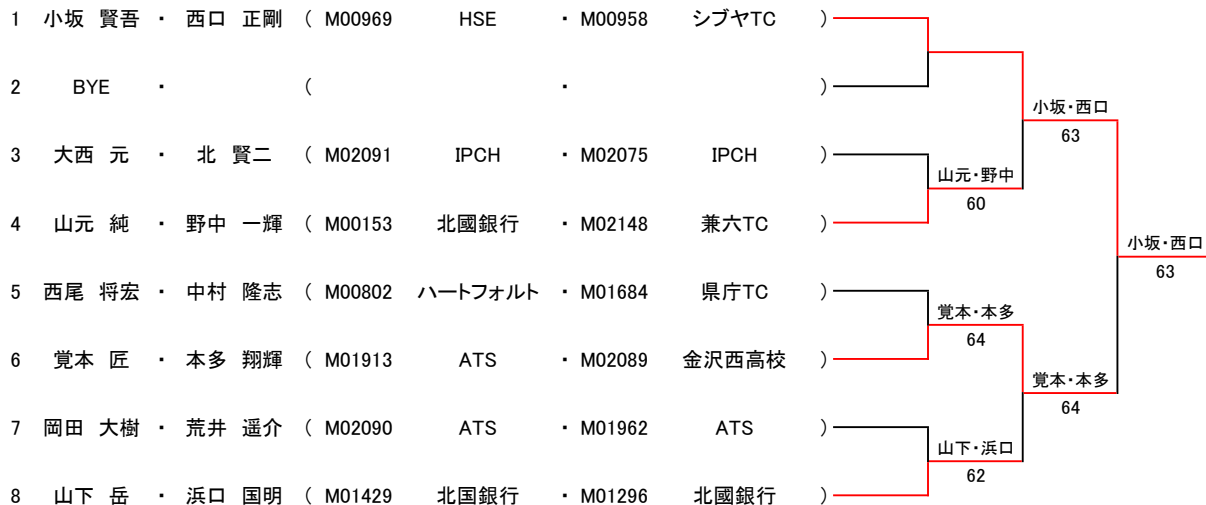 1 小坂 賢吾 ・ 西口 正剛 ( M00969 HSE ・ M00958 シブヤTC )
2 BYE ・ ( ・ )
小坂・西口
63
3 大西 元 ・ 北 賢二 ( M02091 IPCH ・ M02075 IPCH )
山元・野中
60
4 山元 純 ・ 野中 一輝 ( M00153 北國銀行 ・ M02148 兼六TC )
小坂・西口
63
5 西尾 将宏 ・ 中村 隆志 ( M00802 ハートフォルト ・ M01684 県庁TC )
覚本・本多
64
6 覚本 匠 ・ 本多 翔輝 ( M01913 ATS ・ M02089 金沢西高校 )
覚本・本多
64
7 岡田 大樹 ・ 荒井 遥介 ( M02090 ATS ・ M01962 ATS )
山下・浜口
62
8 山下 岳 ・ 浜口 国明 ( M01429 北国銀行 ・ M01296 北國銀行 )